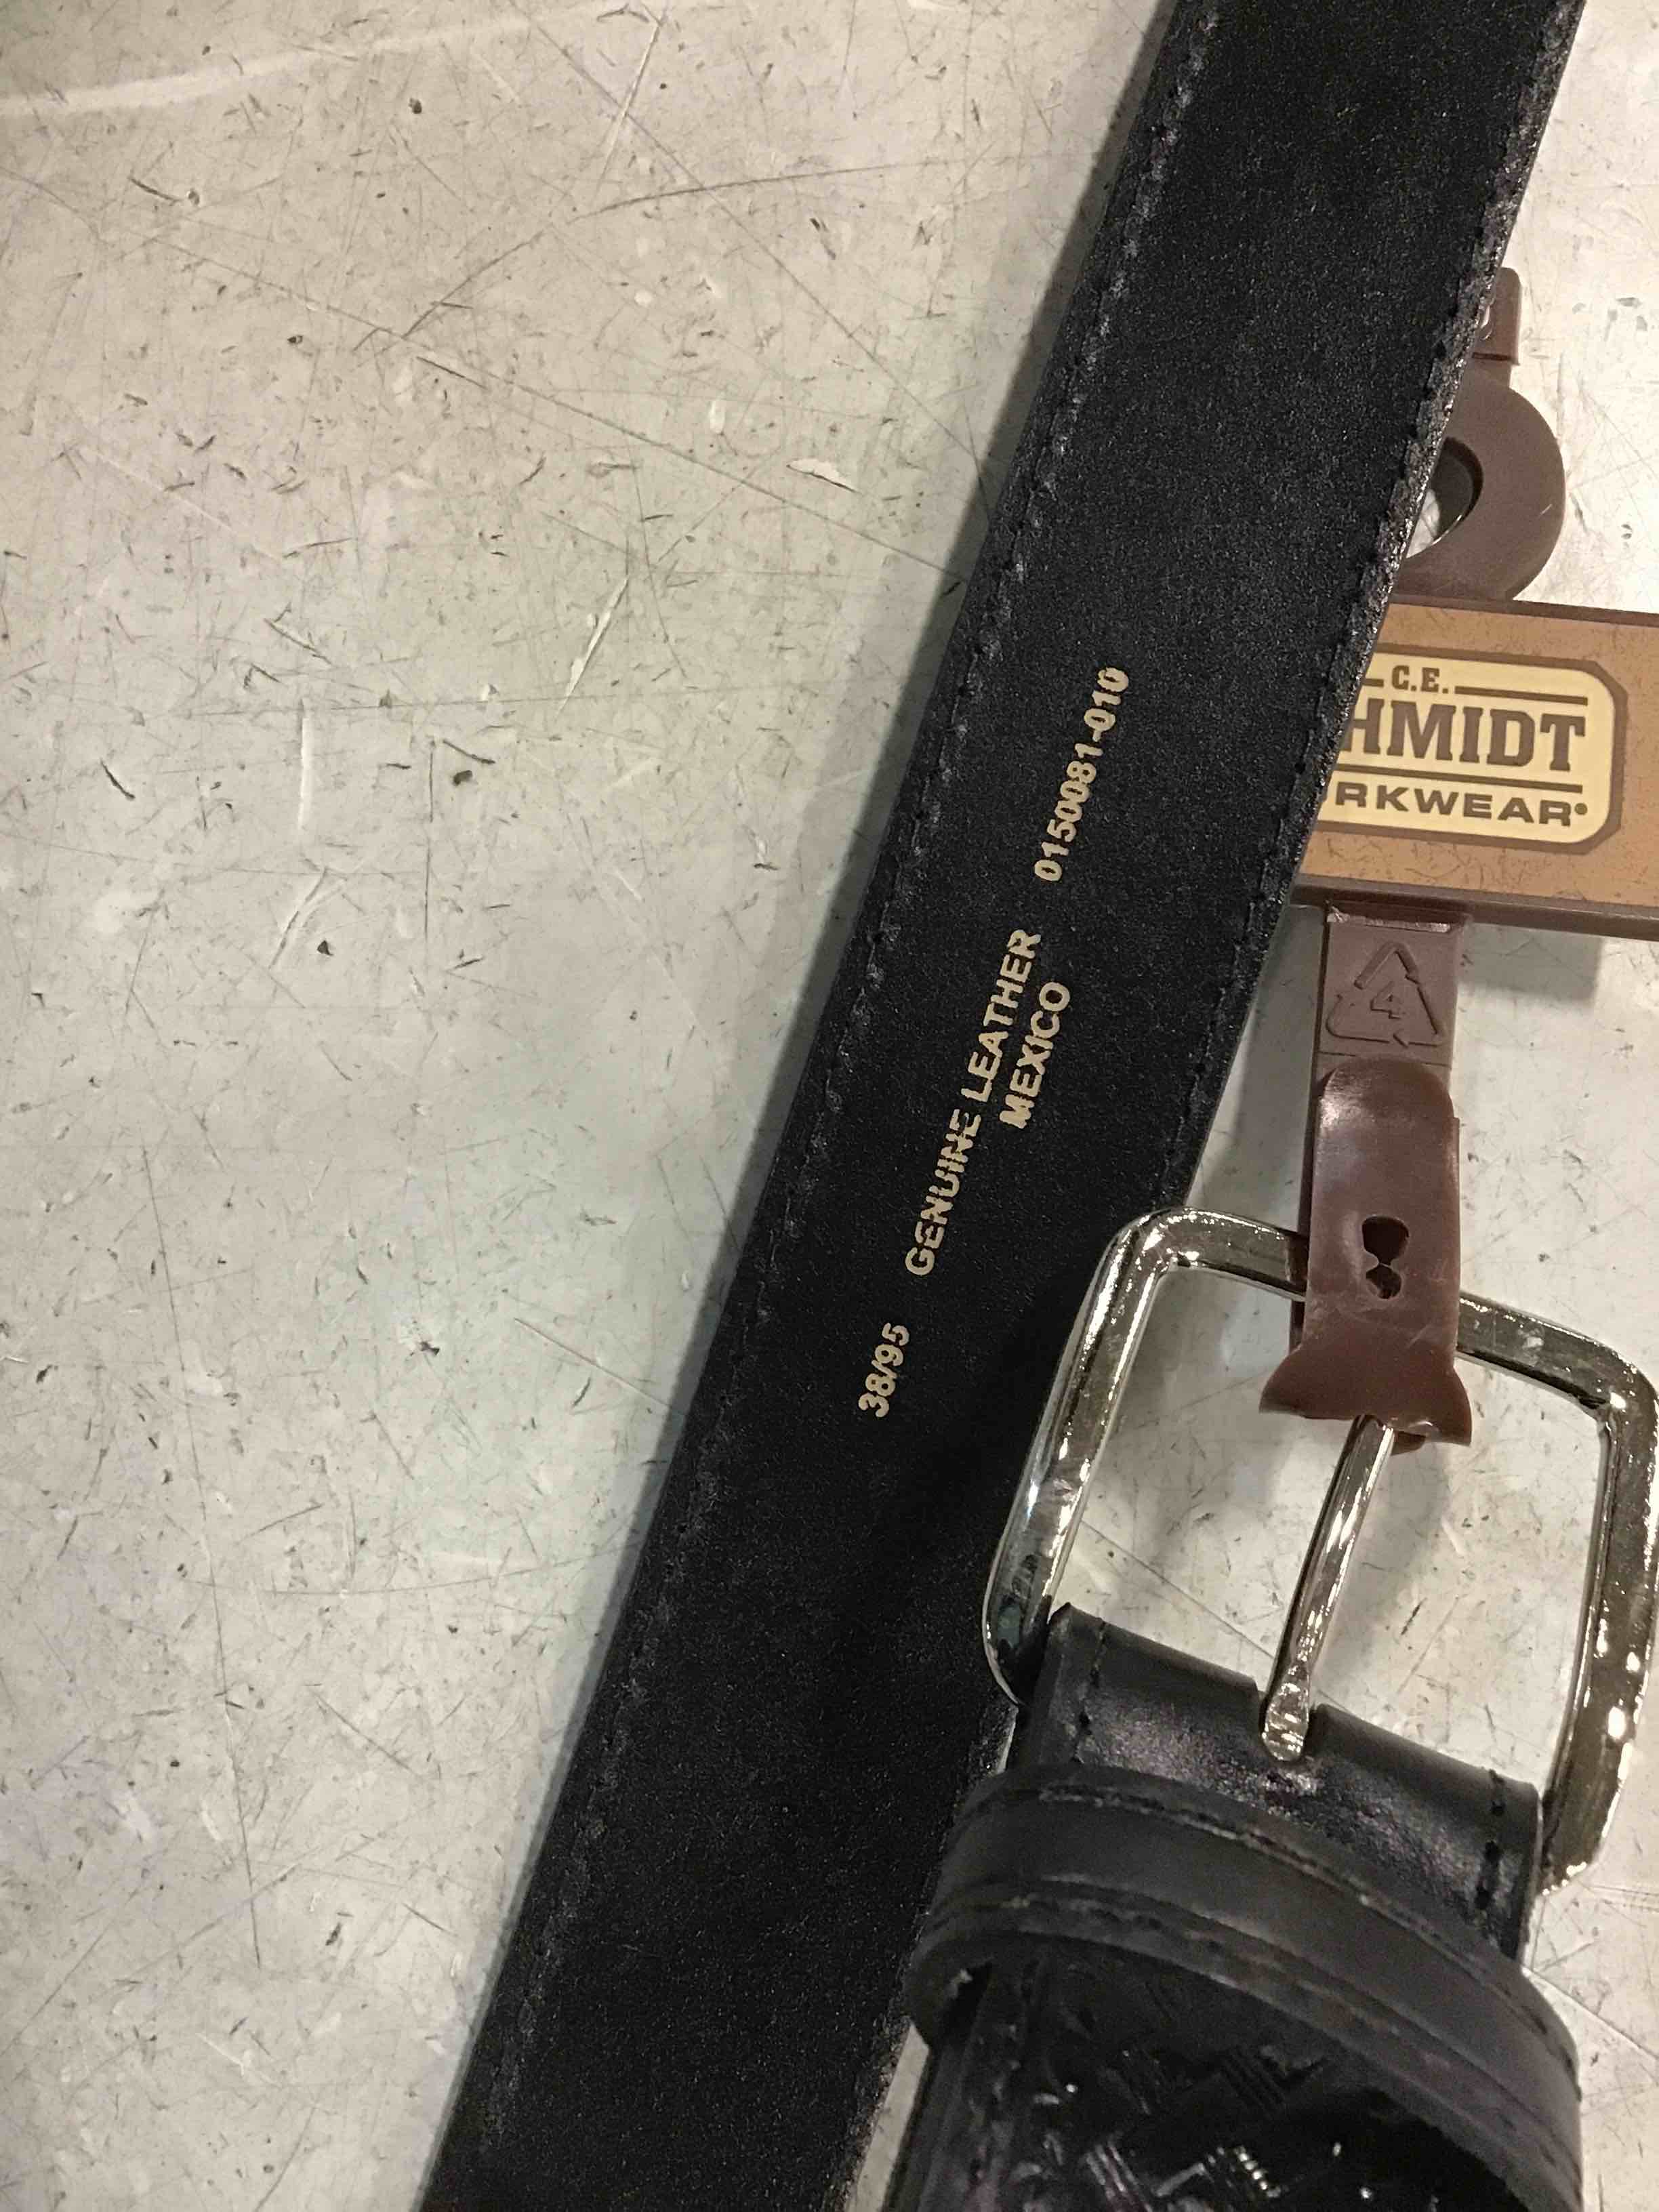 38/95 GENUINE LEATHER 0150081-010
MEXICO
C.E.
HMIDT
RKWEAR
4